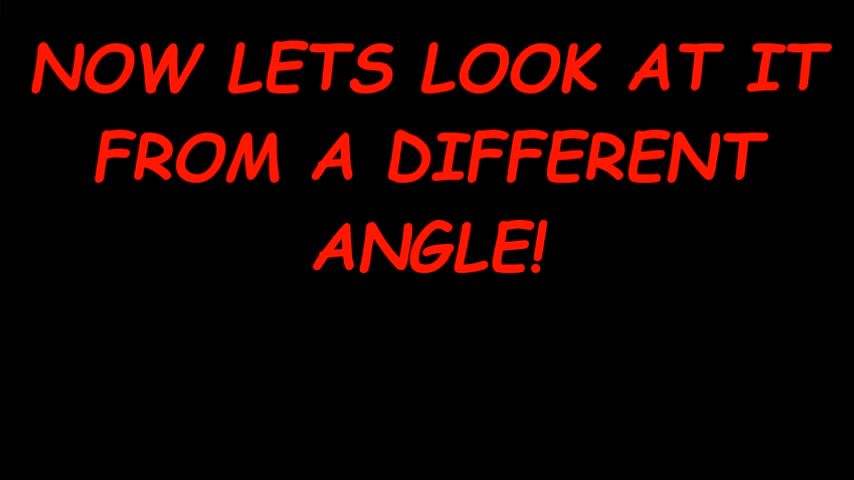 NOW LETS LOOK AT IT
FROM A DIFFERENT
ANGLE!